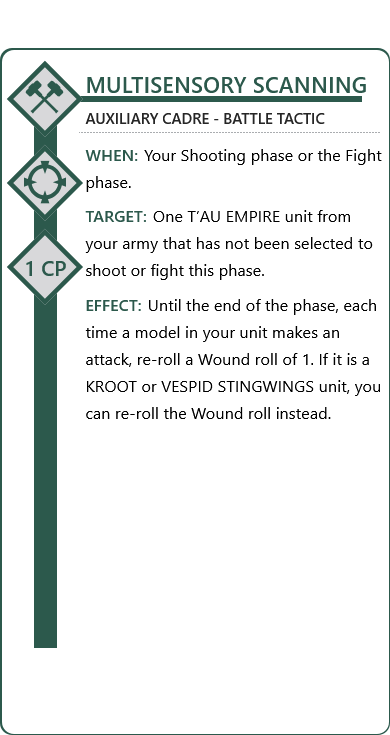 MULTISENSORY SCANNING
AUXILIARY CADRE - BATTLE TACTIC
WHEN: Your Shooting phase or the Fight
phase.
TARGET: One T’AU EMPIRE unit from
your army that has not been selected to
shoot or fight this phase.
1 CP
EFFECT: Until the end of the phase, each
time a model in your unit makes an
attack, re-roll a Wound roll of 1. If it is a
KROOT or VESPID STINGWINGS unit, you
can re-roll the Wound roll instead.